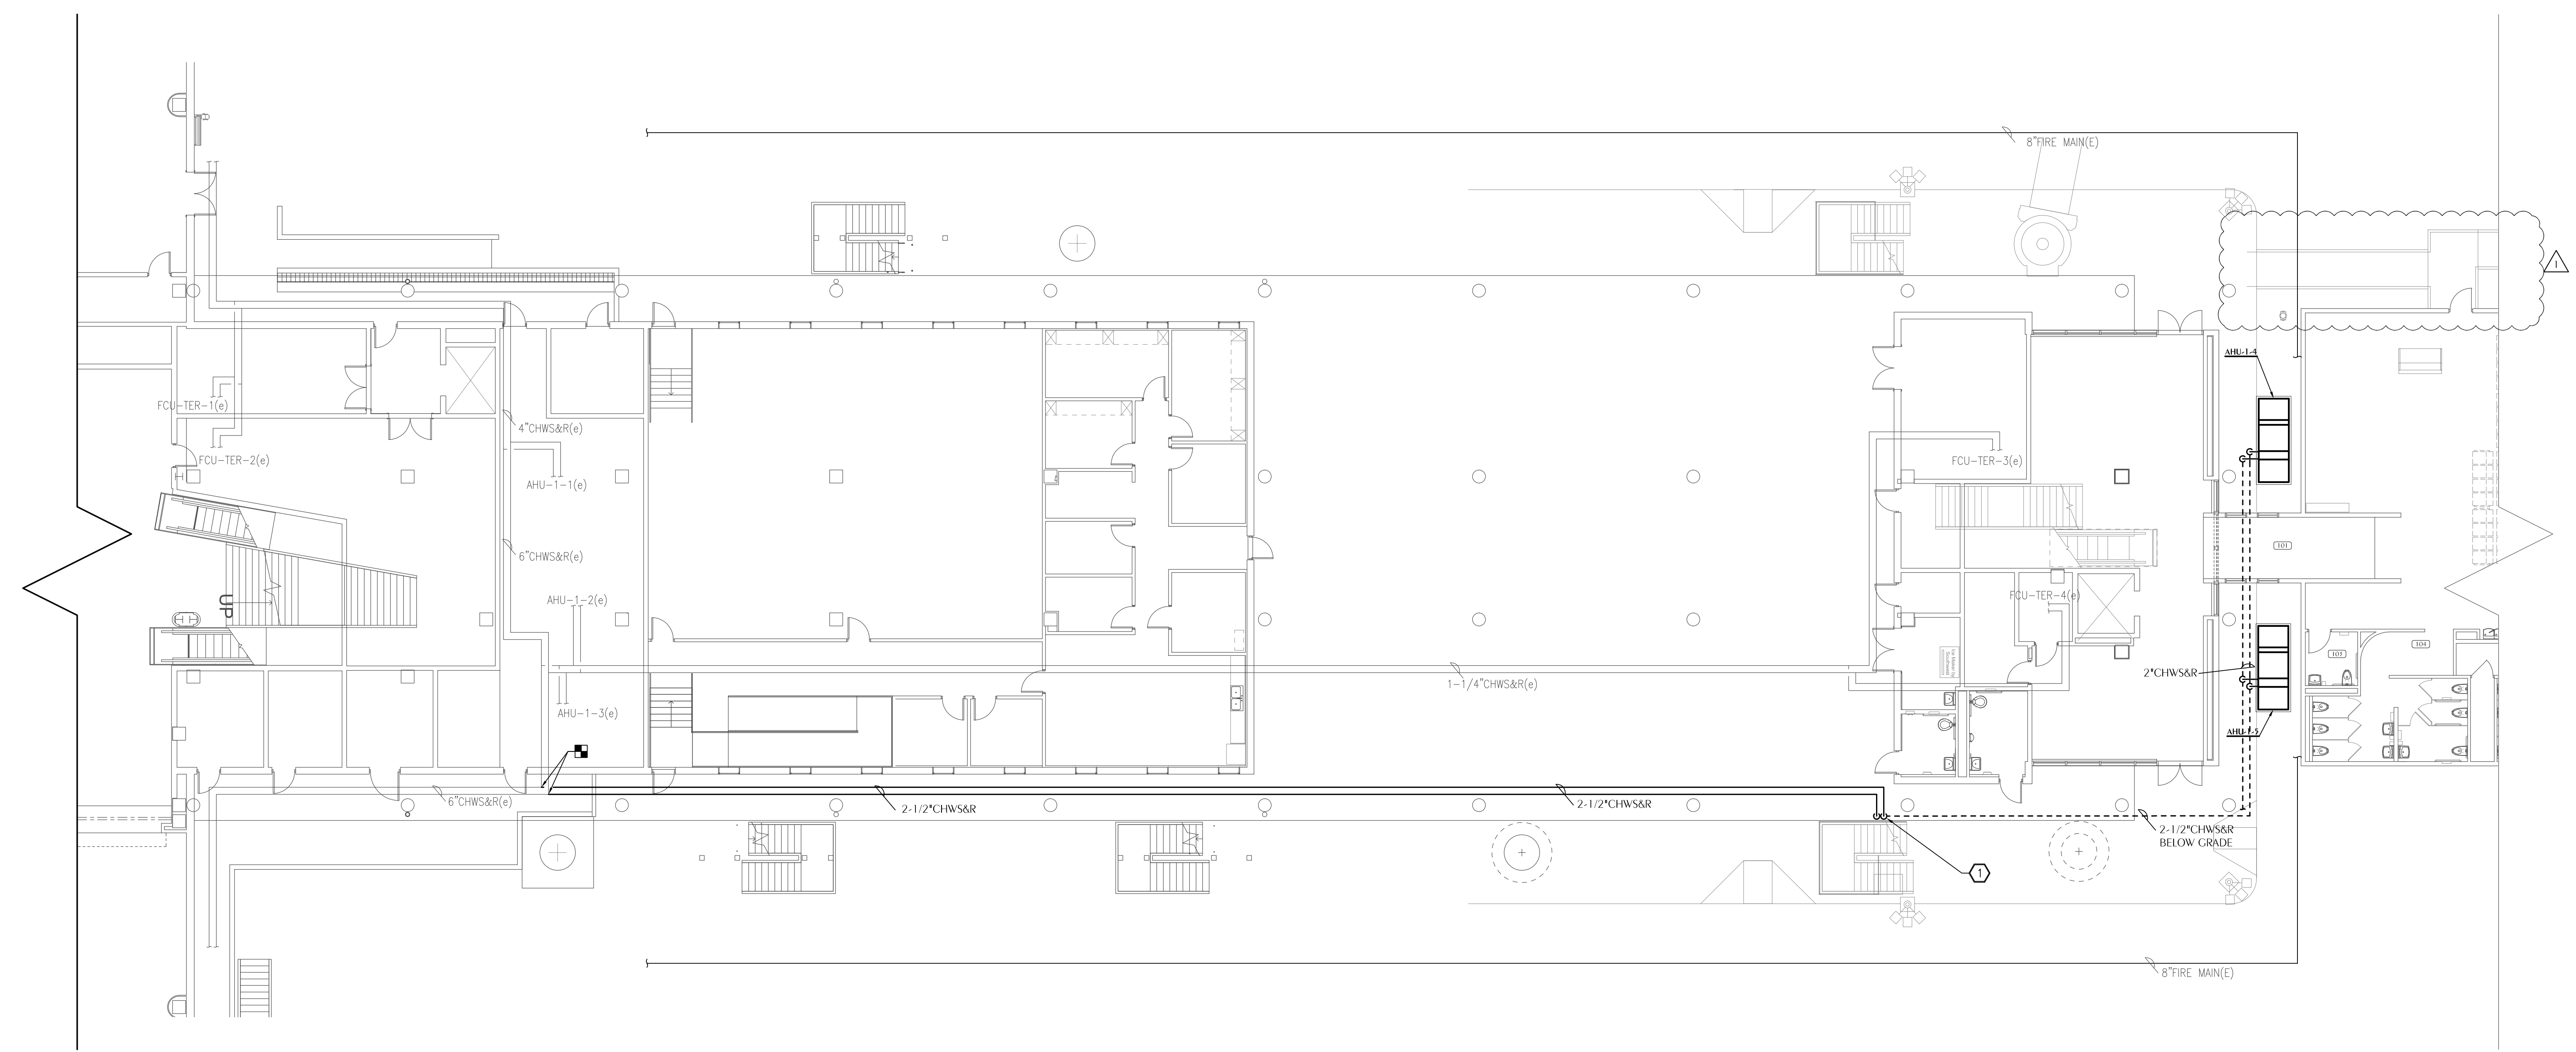 8"FIRE MAIN(E)
1
AHU-1-4
FCU-TER-1(e)
4"CHWS&R(e)
FCU-TER-2(e)
FCU-TER-3(e)
AHU-1-1(e)
101
6"CHWS&R(e)
AHU-1-2(e)
FCU-TER-4(e)
UP
104
103
2"CHWS&R
1-1/4"CHWS&R(e)
AHU-1-3(e)
AHU-1-5
6"CHWS&R(e)
2-1/2"CHWS&R
2-1/2"CHWS&R
2-1/2"CHWS&R
BELOW GRADE
1
8"FIRE MAIN(E)